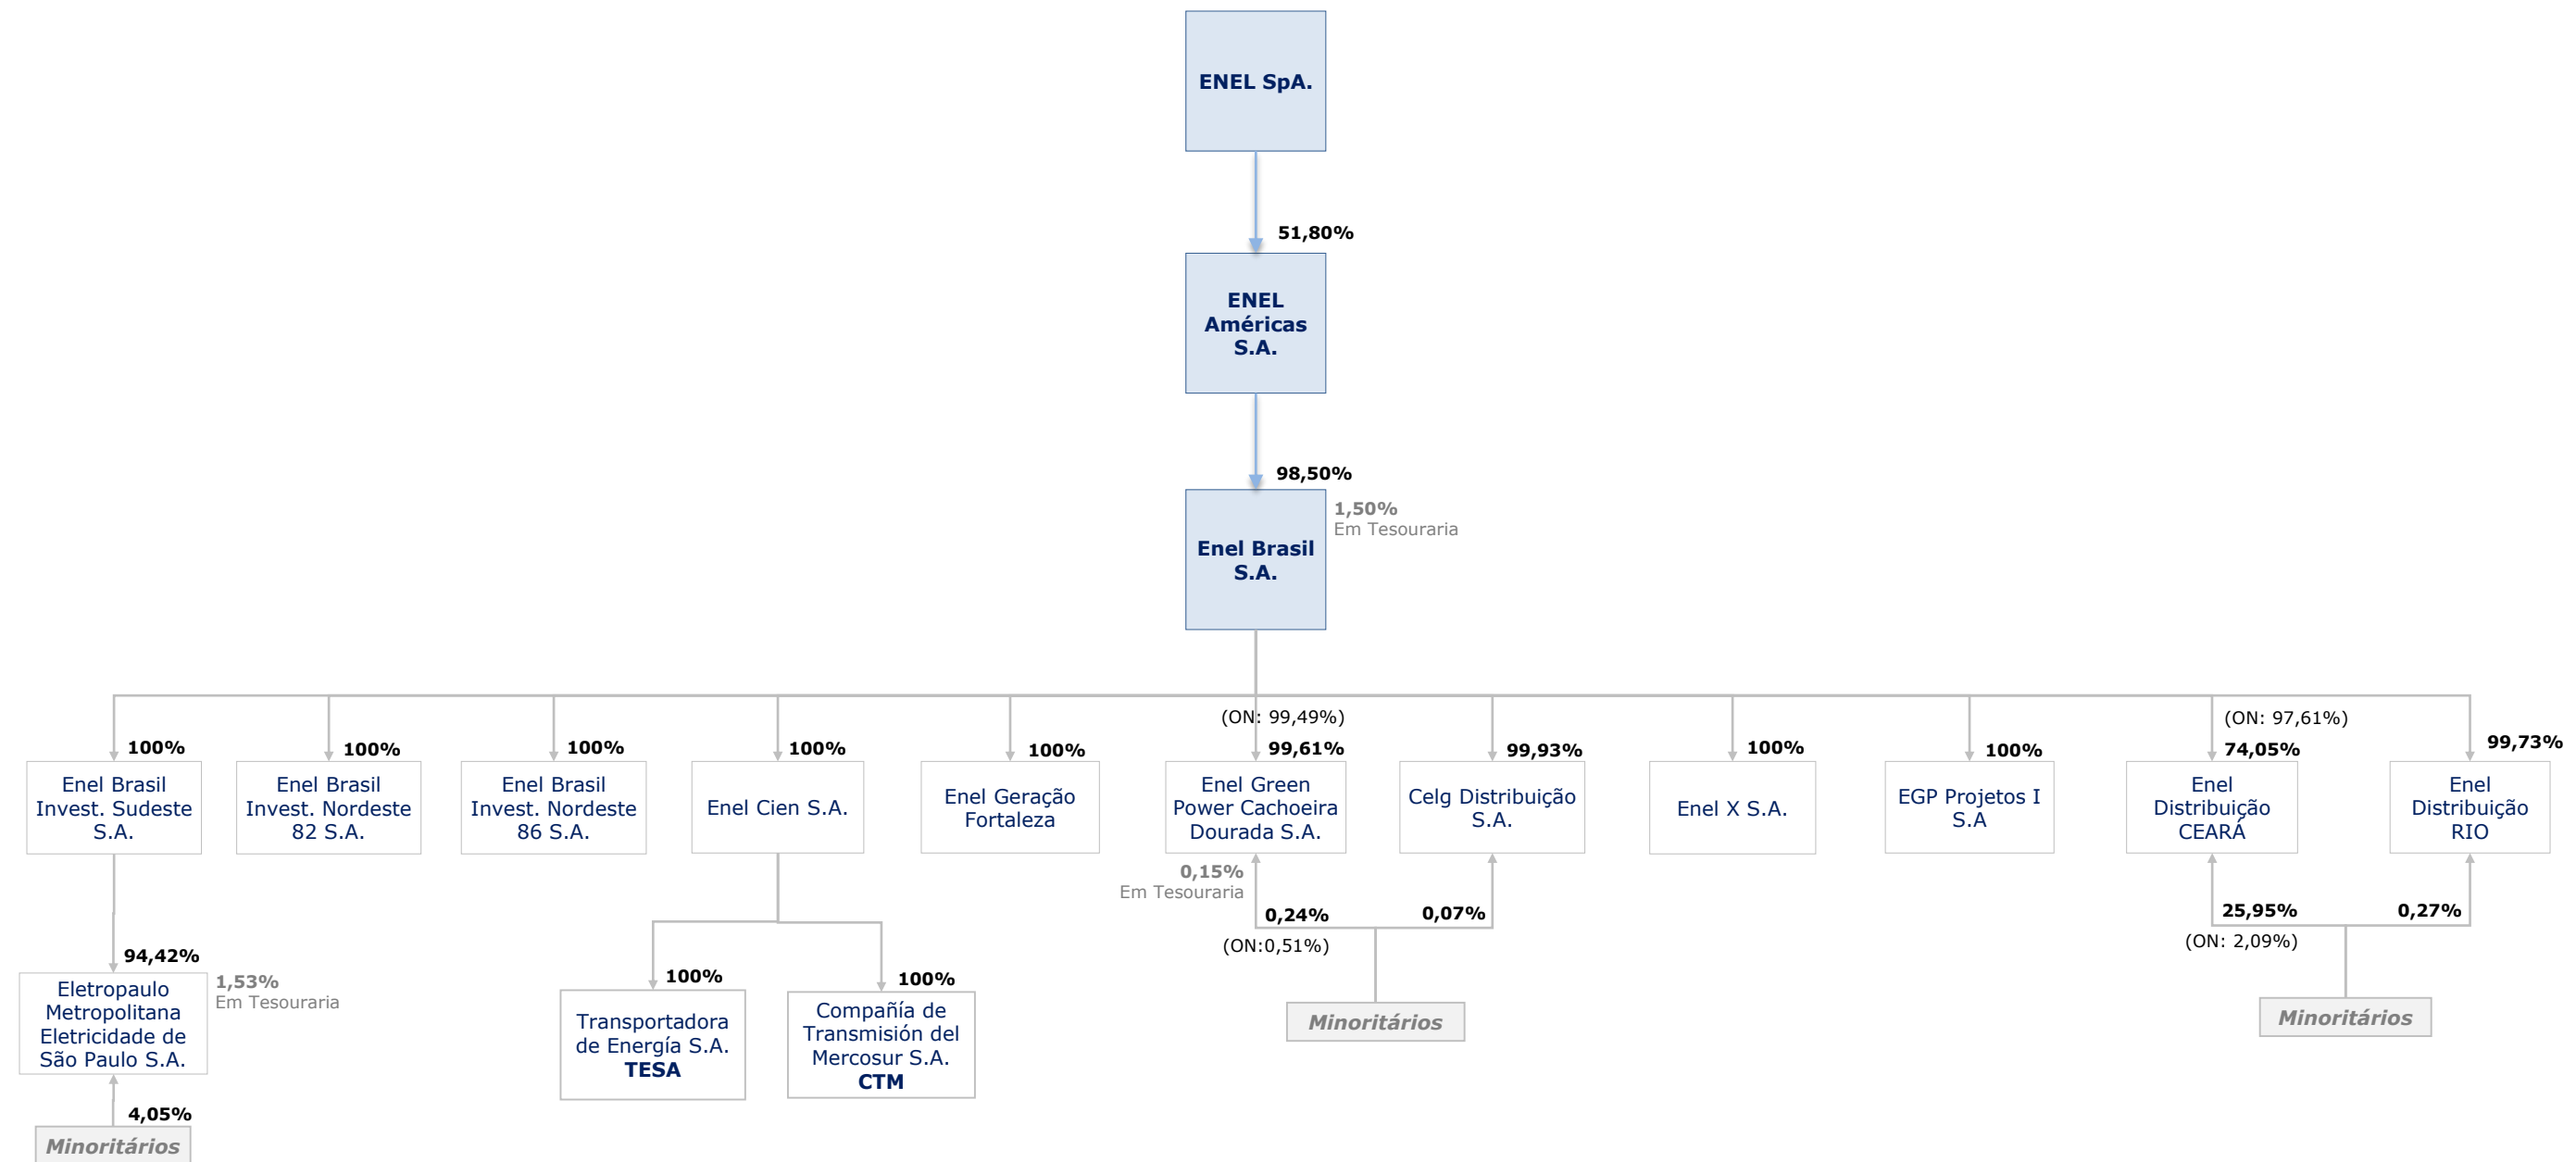 ENEL SpA.
51,80%
ENEL
Américas
S.A.
98,50%
1,50%
Em Tesouraria
Enel Brasil
S.A.
(ON: 99,49%)
(ON: 97,61%)
100%
100%
100%
100%
100%
99,61%
99,93%
100%
100%
74,05%
99,73%
Enel Brasil
Invest. Sudeste
S.A.
Enel Brasil
Invest. Nordeste
82 S.A.
Enel Brasil
Invest. Nordeste
86 S.A.
Enel Cien S.A.
Enel Geração
Fortaleza
Enel Green
Power Cachoeira
Dourada S.A.
Celg Distribuição
S.A.
Enel X S.A.
EGP Projetos I
S.A
Enel
Distribuição
CEARÁ
Enel
Distribuição
RIO
0,15%
Em Tesouraria
0,24%
0,07%
(ON:0,51%)
25,95%
0,27%
(ON: 2,09%)
94,42%
1,53%
Em Tesouraria
Eletropaulo
Metropolitana
Eletricidade de
São Paulo S.A.
100%
100%
Transportadora
de Energía S.A.
TESA
Compañía de
Transmisión del
Mercosur S.A.
CTM
Minoritários
Minoritários
4,05%
Minoritários